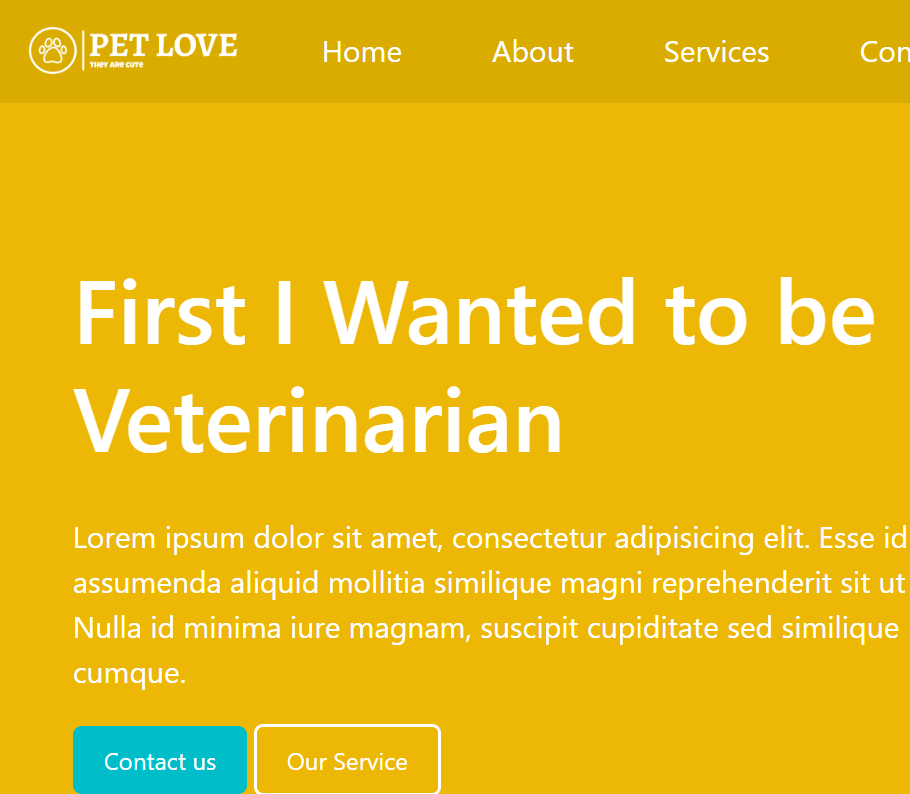 PET LOVE
THEY ARE CUTE
Home About Services
First I Wanted to be
Veterinarian
Lorem ipsum dolor sit amet, consectetur adipisicing elit. Esse id
assumenda aliquid mollitia similique magni reprehenderit sit ut
Nulla id minima iure magnam, suscipit cupiditate sed similique
cumque.
Contact us Our Service